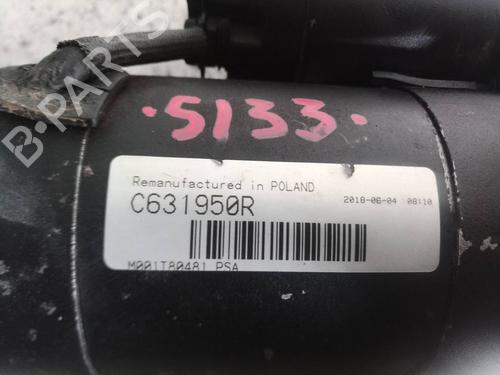 ·5133·
Remanufactured in POLAND
C631950R
2018-06-04 08:10
M001T80481 PSA
B·PARTS